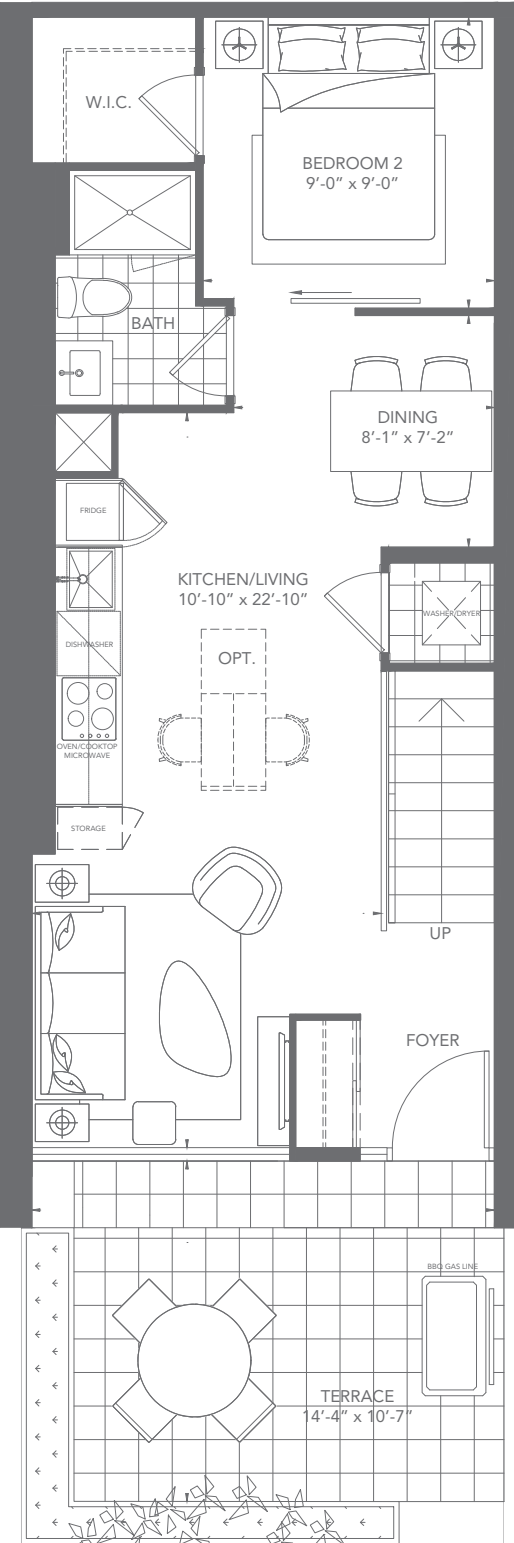 W.I.C.
BEDROOM 2
9'-0" x 9'-0"
BATH
DINING
8'-1" x 7'-2"
FRIDGE
KITCHEN/LIVING
10'-10" x 22'-10"
WASHER/DRYER
DISHWASHER
OPT.
OVEN/COOKTOP
MICROWAVE
STORAGE
UP
FOYER
BBQ GAS LINE
TERRACE
14'-4" x 10'-7"